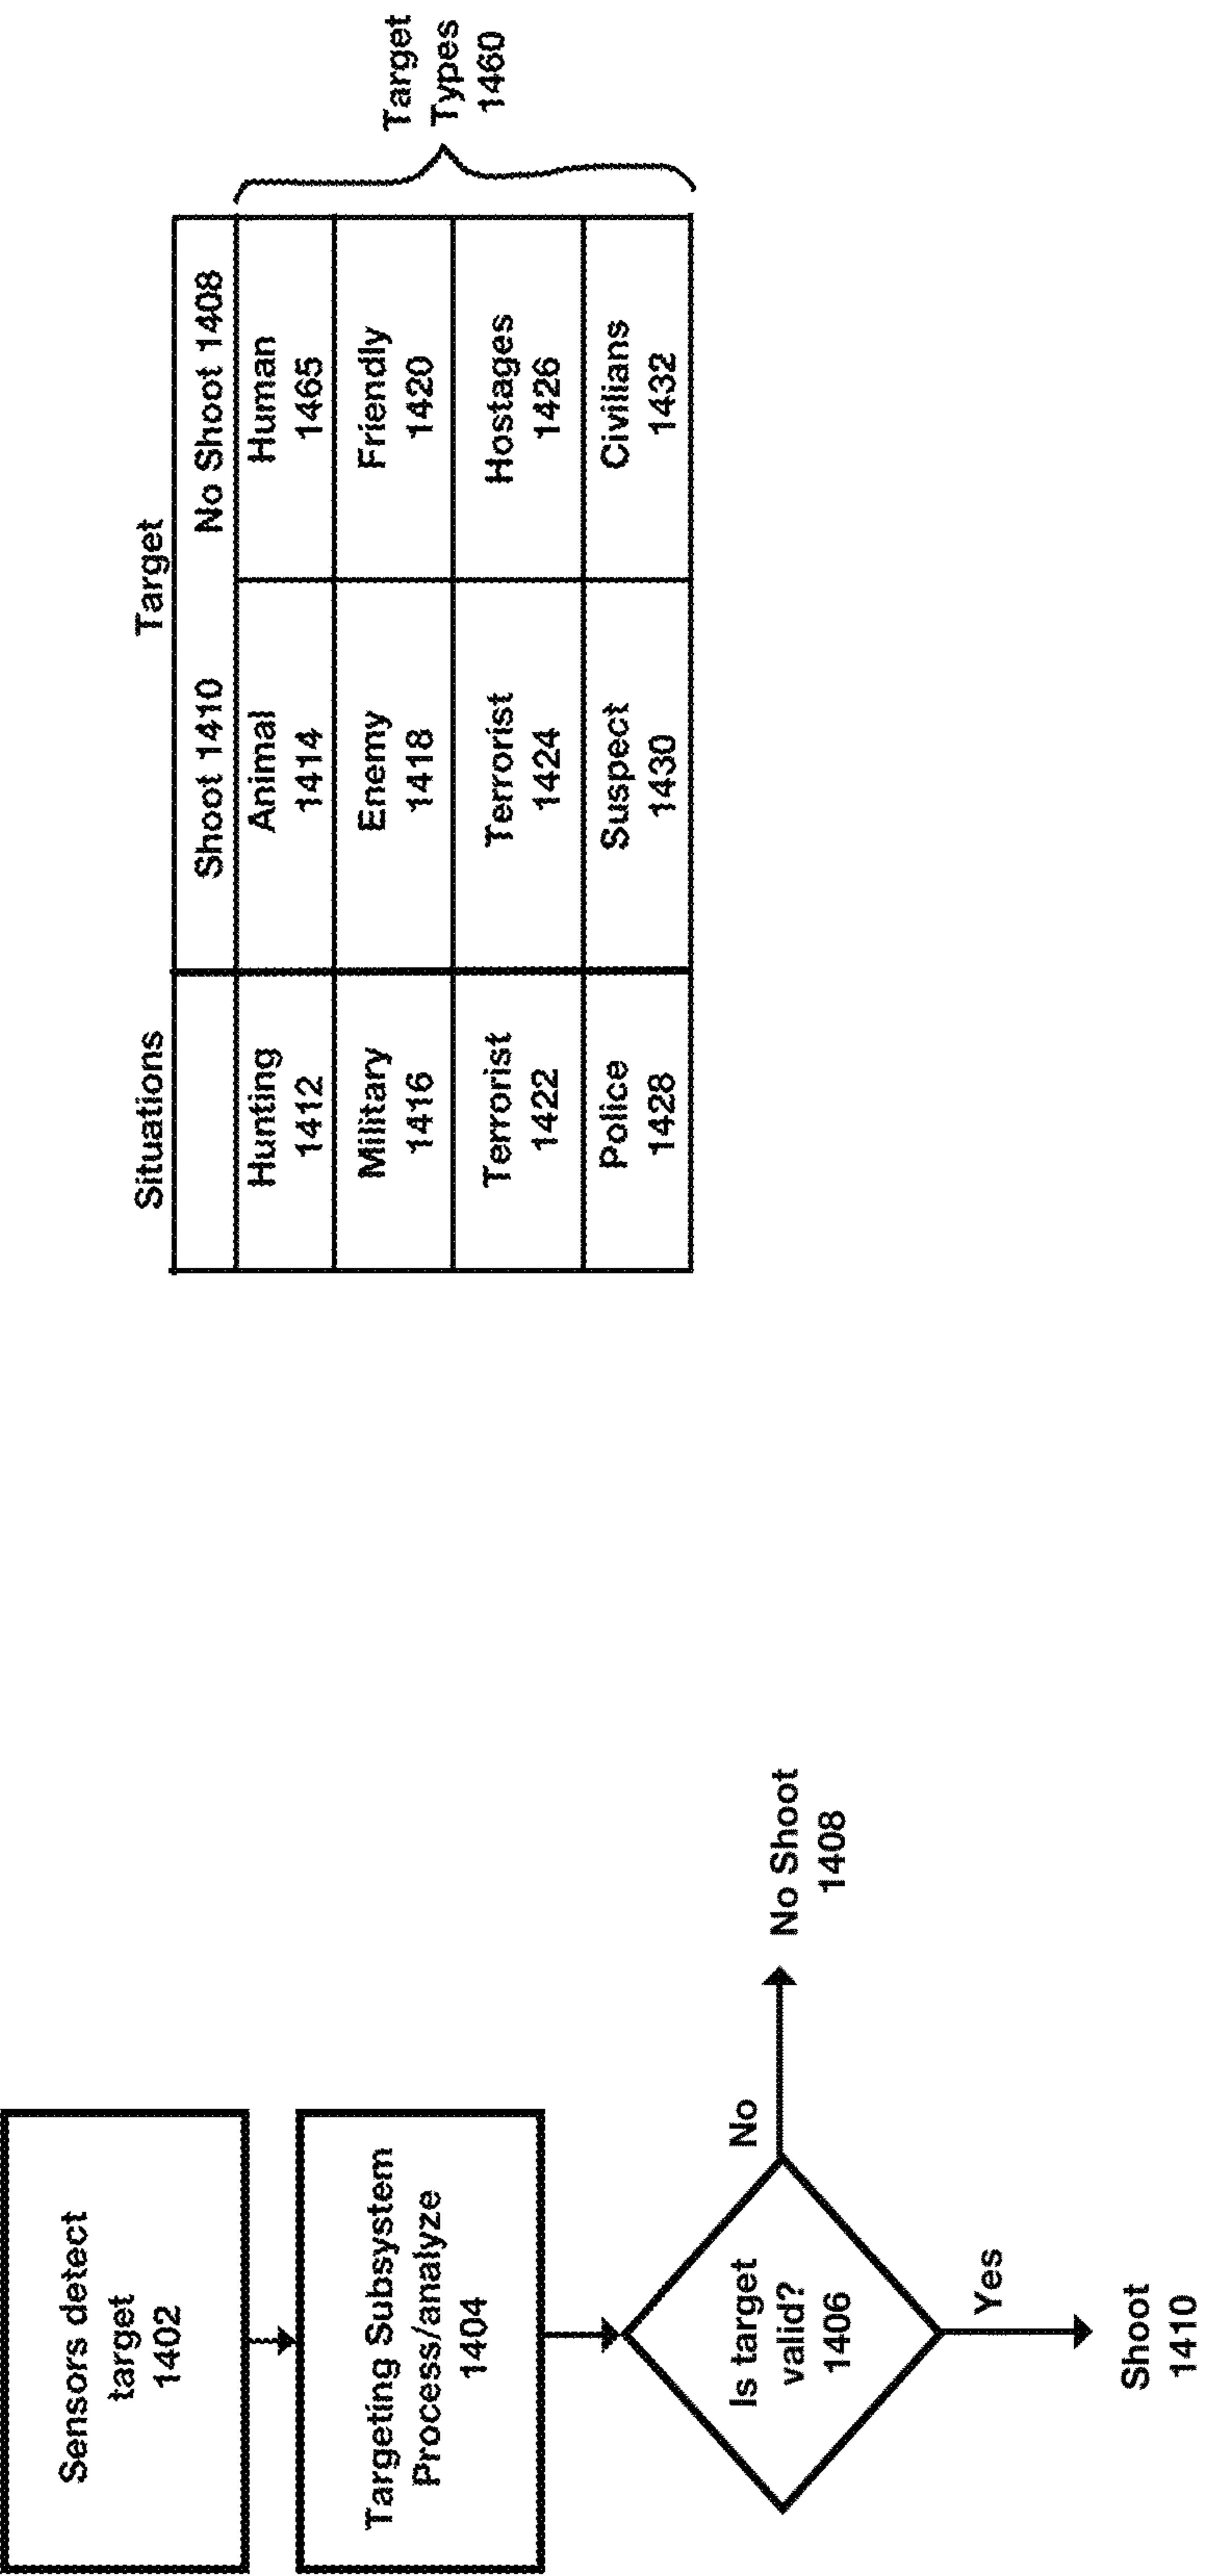 Sensors detect
target
1402
Targeting Subsystem
Process/analyze
1404
Is target
valid?
1406
No
No Shoot
1408
Yes
Shoot
1410
Situations
Target
Shoot 1410
No Shoot 1408
Hunting
1412
Animal
1414
Human
1465
Military
1416
Enemy
1418
Friendly
1420
Terrorist
1422
Terrorist
1424
Hostages
1426
Police
1428
Suspect
1430
Civilians
1432
Target
Types
1460